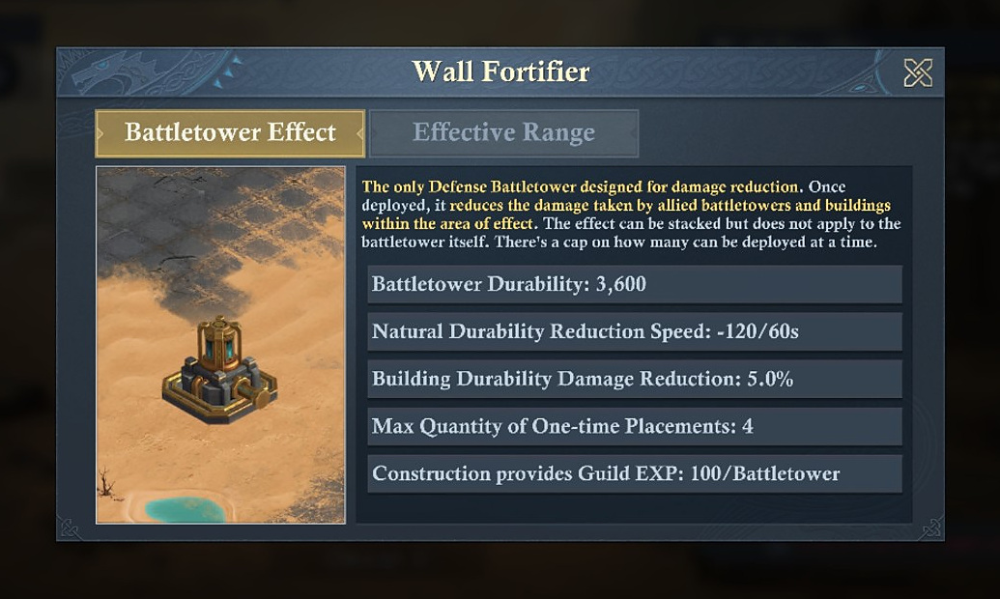 Wall Fortifier
Battletower Effect
Effective Range
The only Defense Battletower designed for damage reduction. Once
deployed, it reduces the damage taken by allied battletowers and buildings
within the area of effect. The effect can be stacked but does not apply to the
battletower itself. There's a cap on how many can be deployed at a time.
Battletower Durability: 3,600
Natural Durability Reduction Speed: -120/60s
Building Durability Damage Reduction: 5.0%
Max Quantity of One-time Placements: 4
Construction provides Guild EXP: 100/Battletower